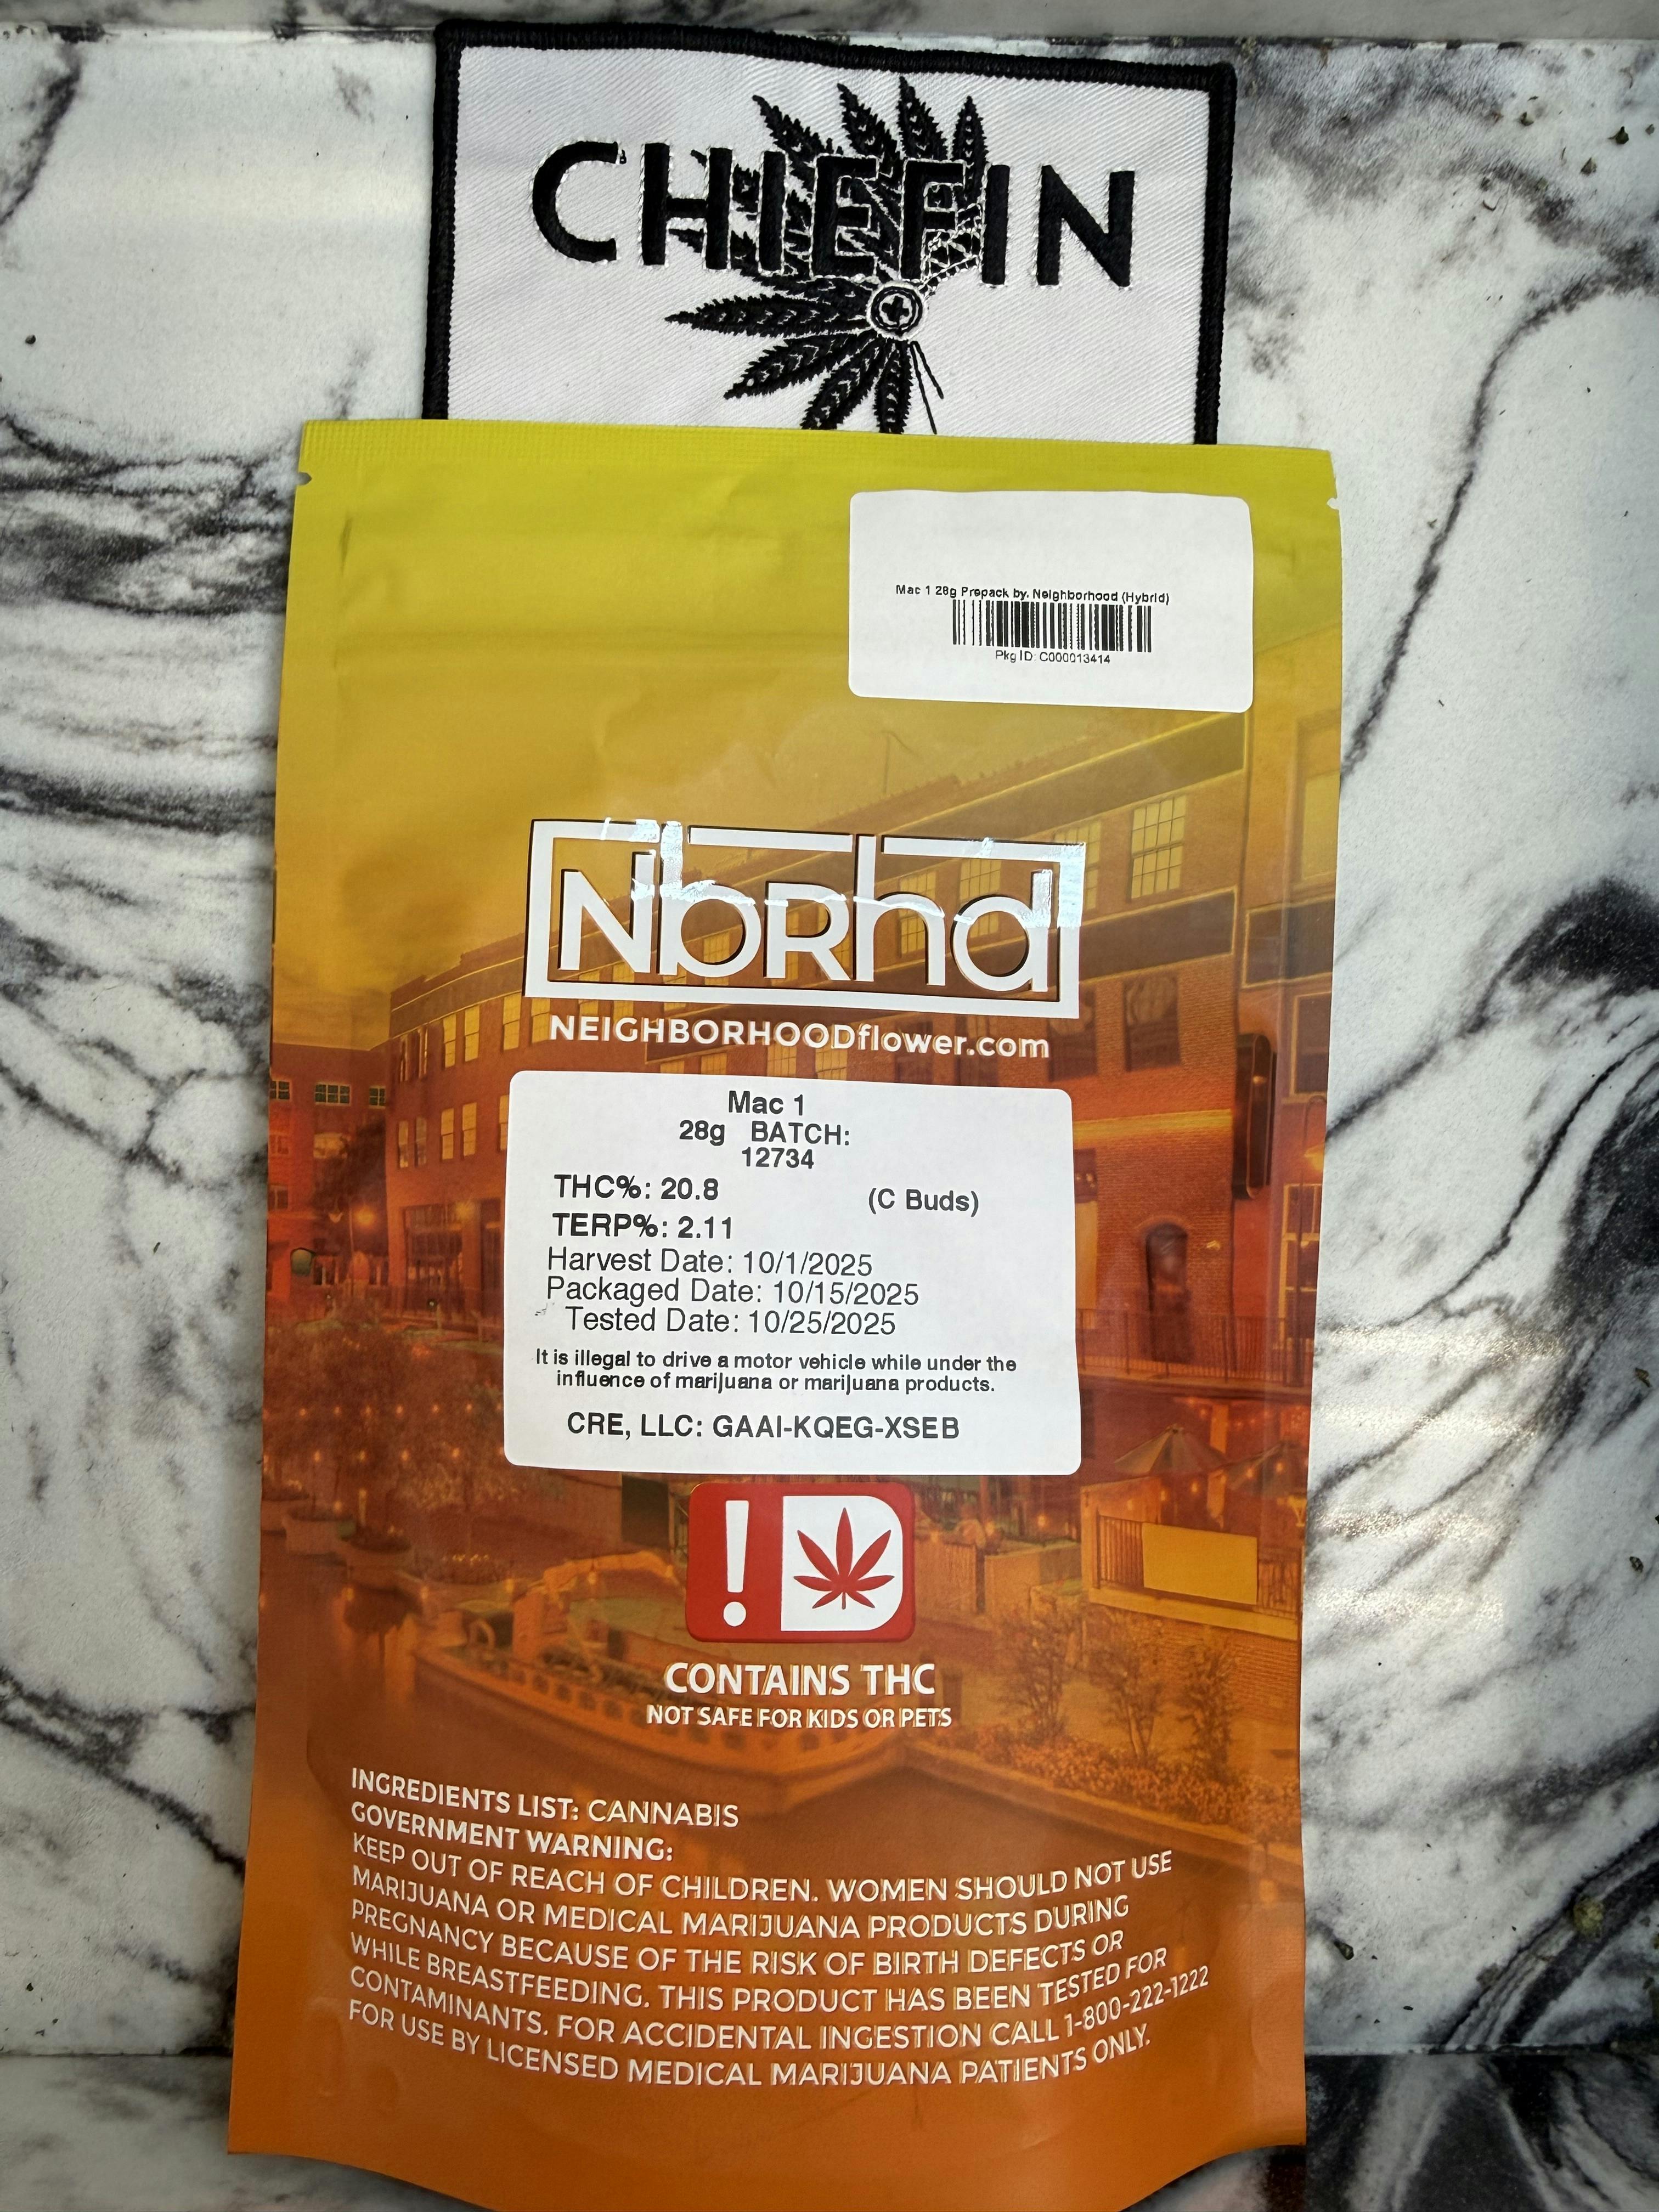 CHIEFIN
Mac 1 28g Prepack by. Neighborhood (Hybrid)
Pkg ID: C000013414
NbRhd
NEIGHBORHOODflower.com
Mac 1
28g BATCH:
12734
THC%: 20.8 (C Buds)
TERP%: 2.11
Harvest Date: 10/1/2025
Packaged Date: 10/15/2025
Tested Date: 10/25/2025
It is illegal to drive a motor vehicle while under the
influence of marijuana or marijuana products.
CRE, LLC: GAAI-KQEG-XSEB
!
CONTAINS THC
NOT SAFE FOR KIDS OR PETS
INGREDIENTS LIST: CANNABIS
GOVERNMENT WARNING:
KEEP OUT OF REACH OF CHILDREN. WOMEN SHOULD NOT USE
MARIJUANA OR MEDICAL MARIJUANA PRODUCTS DURING
PREGNANCY BECAUSE OF THE RISK OF BIRTH DEFECTS OR
WHILE BREASTFEEDING. THIS PRODUCT HAS BEEN TESTED FOR
CONTAMINANTS. FOR ACCIDENTAL INGESTION CALL 1-800-222-1222
FOR USE BY LICENSED MEDICAL MARIJUANA PATIENTS ONLY.